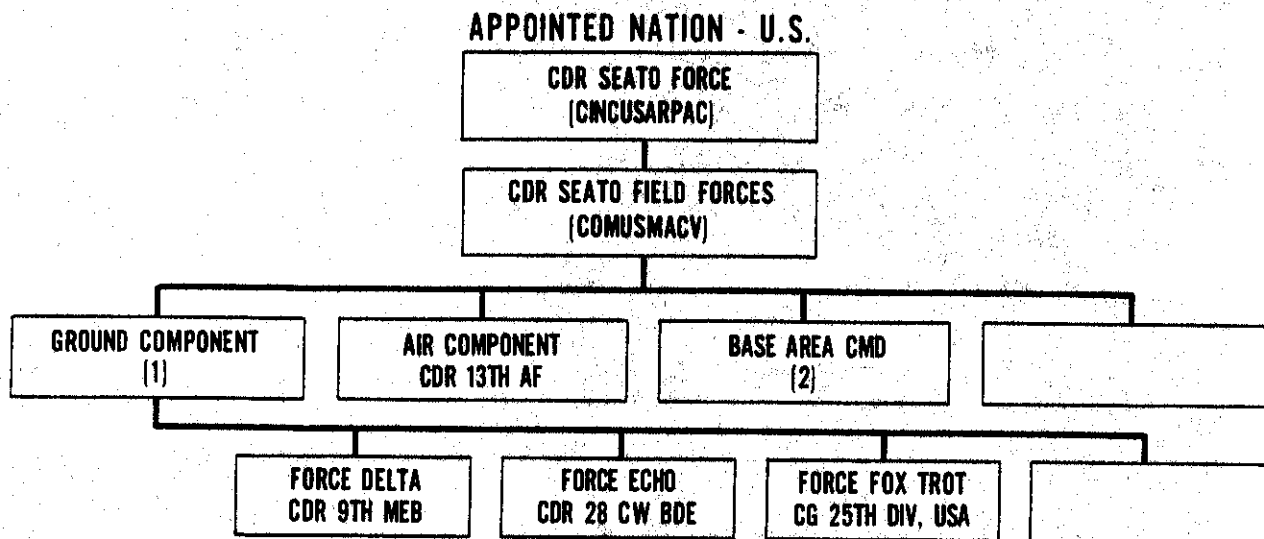 APPOINTED NATION - U.S.
CDR SEATO FORCE
(CINCUSARPAC)
CDR SEATO FIELD FORCES
(COMUSMACV)
GROUND COMPONENT
(1)
AIR COMPONENT
CDR 13TH AF
BASE AREA CMD
(2)
FORCE DELTA
CDR 9TH MEB
FORCE ECHO
CDR 28 CW BDE
FORCE FOX TROT
CG 25TH DIV, USA